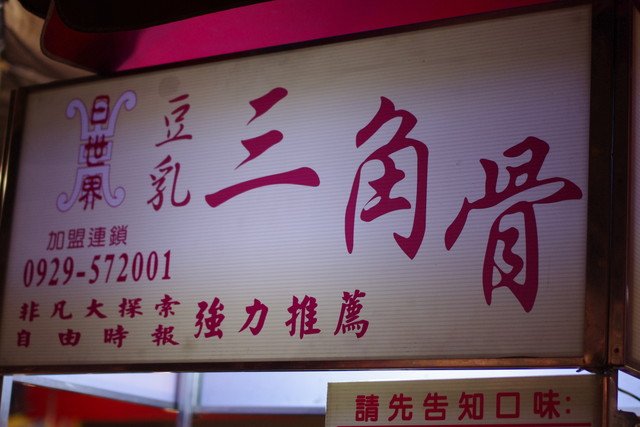 日世界
豆乳
三角骨
加盟連鎖
0929-572001
非凡大探索
自由時報
強力推薦
請先告知口味: